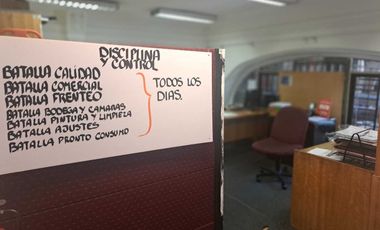 DISCIPLINA
Y CONTROL
BATALLA CALIDAD
BATALLA COMERCIAL
BATALLA FRENTEO
BATALLA BODEGA Y CAMARAS
BATALLA PINTURA Y LIMPIEZA
BATALLA AJUSTES
BATALLA PRONTO CONSUMO
TODOS LOS
DIAS.